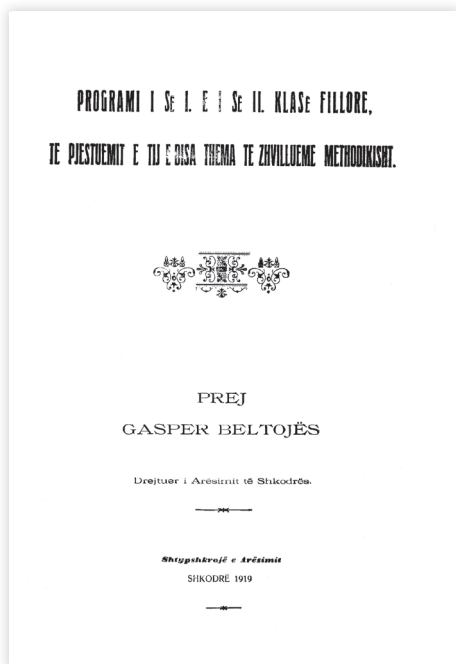 PROGRAMI I Se I. E I Se II. KLASe FILLORE,
TE PJESTUEMIT E TIJ E DISA THEMA TE ZHVILLUEME METHODIKISHT.
PREJ
GASPER BELTOJËS
Drejtuer i Arësimit të Shkodrës.
Shtypshkrojë e Arësimit
SHKODRË 1919